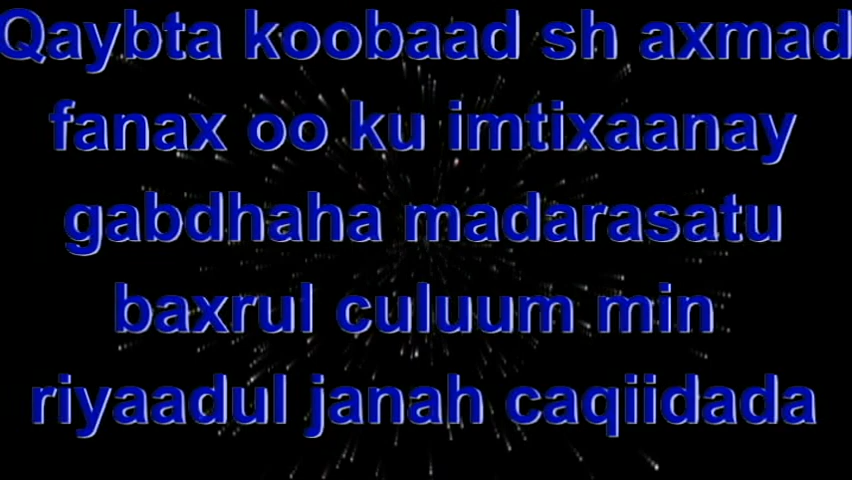 Qaybta koobaad sh axmad
fanax oo ku imtixaanay
gabdhaha madarasatu
baxrul culuum min
riyaadul janah caqiidada